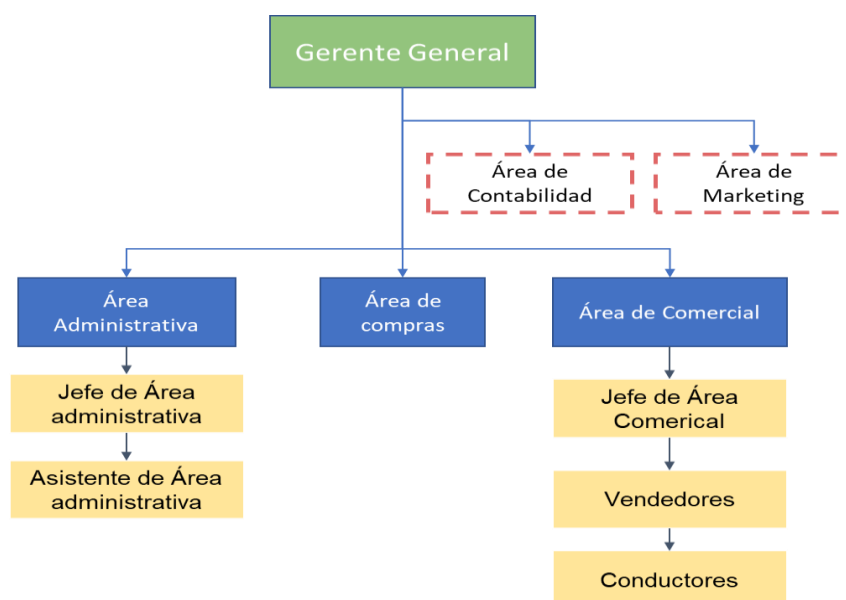 Gerente General
Área de
Contabilidad
Área de
Marketing
Área
Administrativa
Área de
compras
Área de Comercial
Jefe de Área
administrativa
Asistente de Área
administrativa
Jefe de Área
Comerical
Vendedores
Conductores